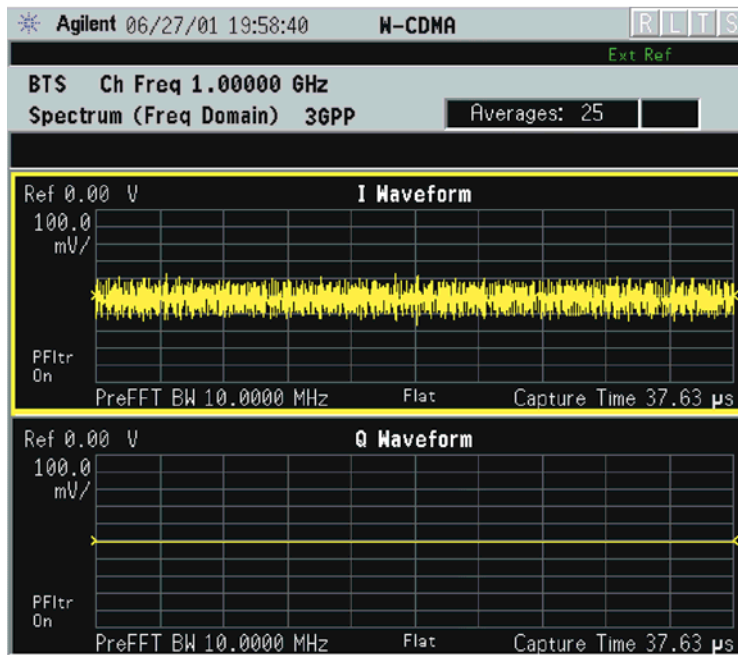 Agilent 06/27/01 19:58:40 W-CDMA R L T S
Ext Ref
BTS Ch Freq 1.00000 GHz
Spectrum (Freq Domain) 3GPP Averages: 25
Ref 0.00 V I Waveform
100.0
mV/
PFltr
On
PreFFT BW 10.0000 MHz Flat Capture Time 37.63 µs
Ref 0.00 V Q Waveform
100.0
mV/
PFltr
On
PreFFT BW 10.0000 MHz Flat Capture Time 37.63 µs